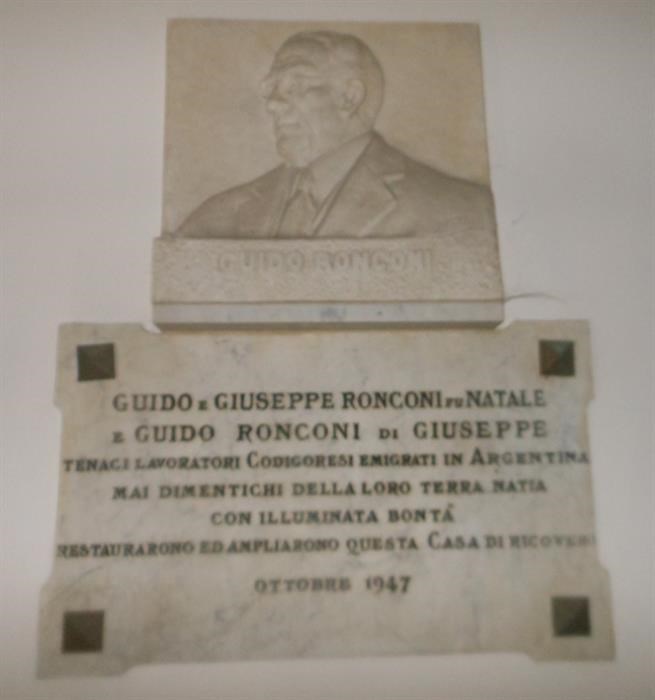 GUIDO RONCONI
GUIDO E GIUSEPPE RONCONI FU NATALE
E GUIDO RONCONI DI GIUSEPPE
TENACI LAVORATORI CODIGORESI EMIGRATI IN ARGENTINA
MAI DIMENTICHI DELLA LORO TERRA NATIA
CON ILLUMINATA BONTÀ
RESTAURARONO ED AMPLIARONO QUESTA CASA DI RICOVERO
OTTOBRE 1947